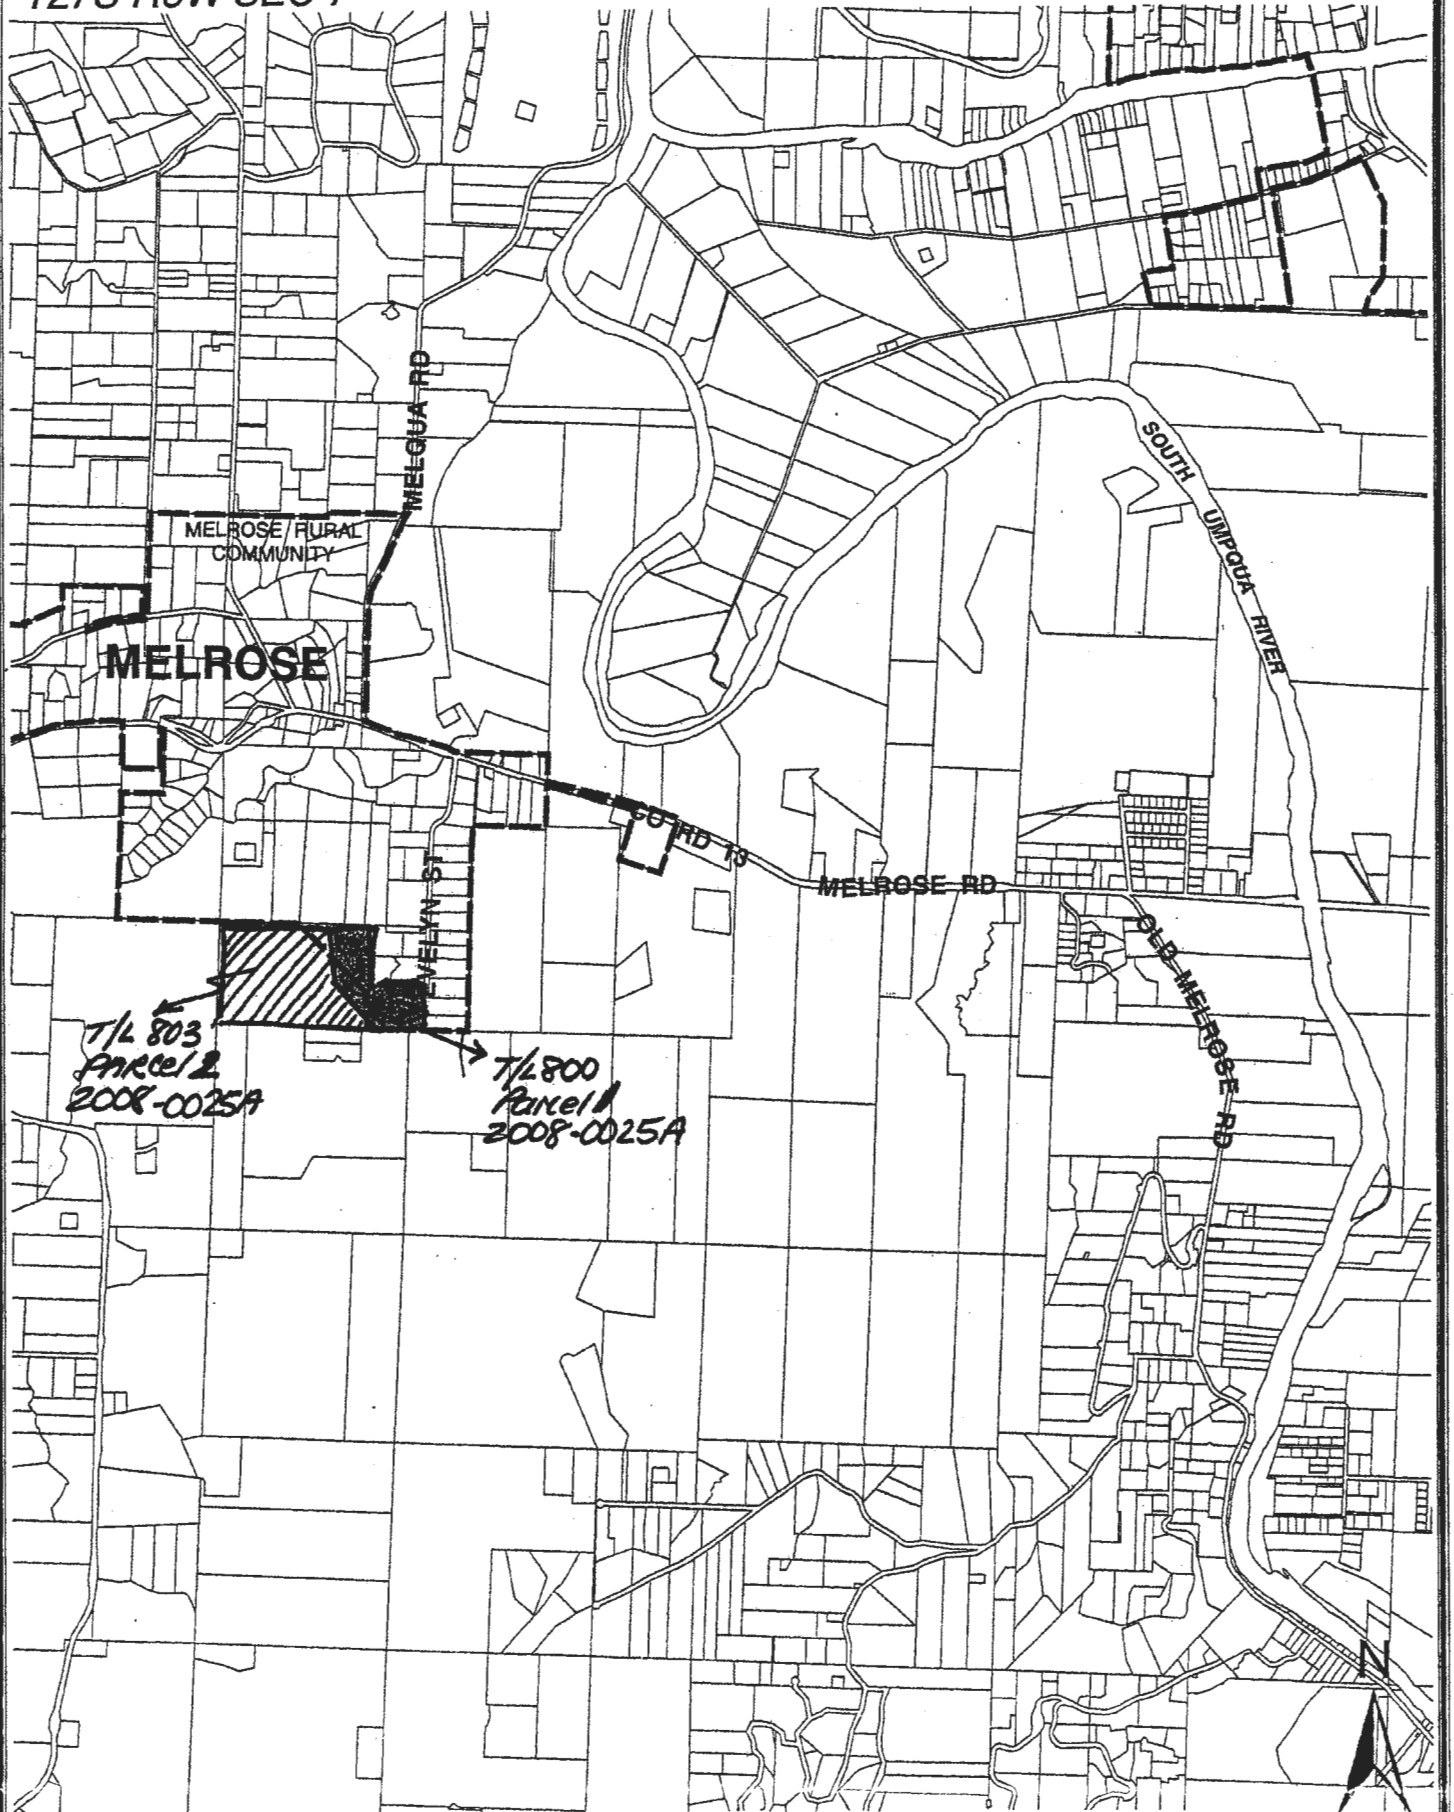 MELQUA RD
SOUTH
UMPQUA
RIVER
MELROSE RURAL
COMMUNITY
MELROSE
CO RD 13
MELROSE RD
EVELYN ST
OLD MELROSE RD
T/L 803
Parcel 2
2008-0025A
T/L 800
Parcel 1
2008-0025A
N